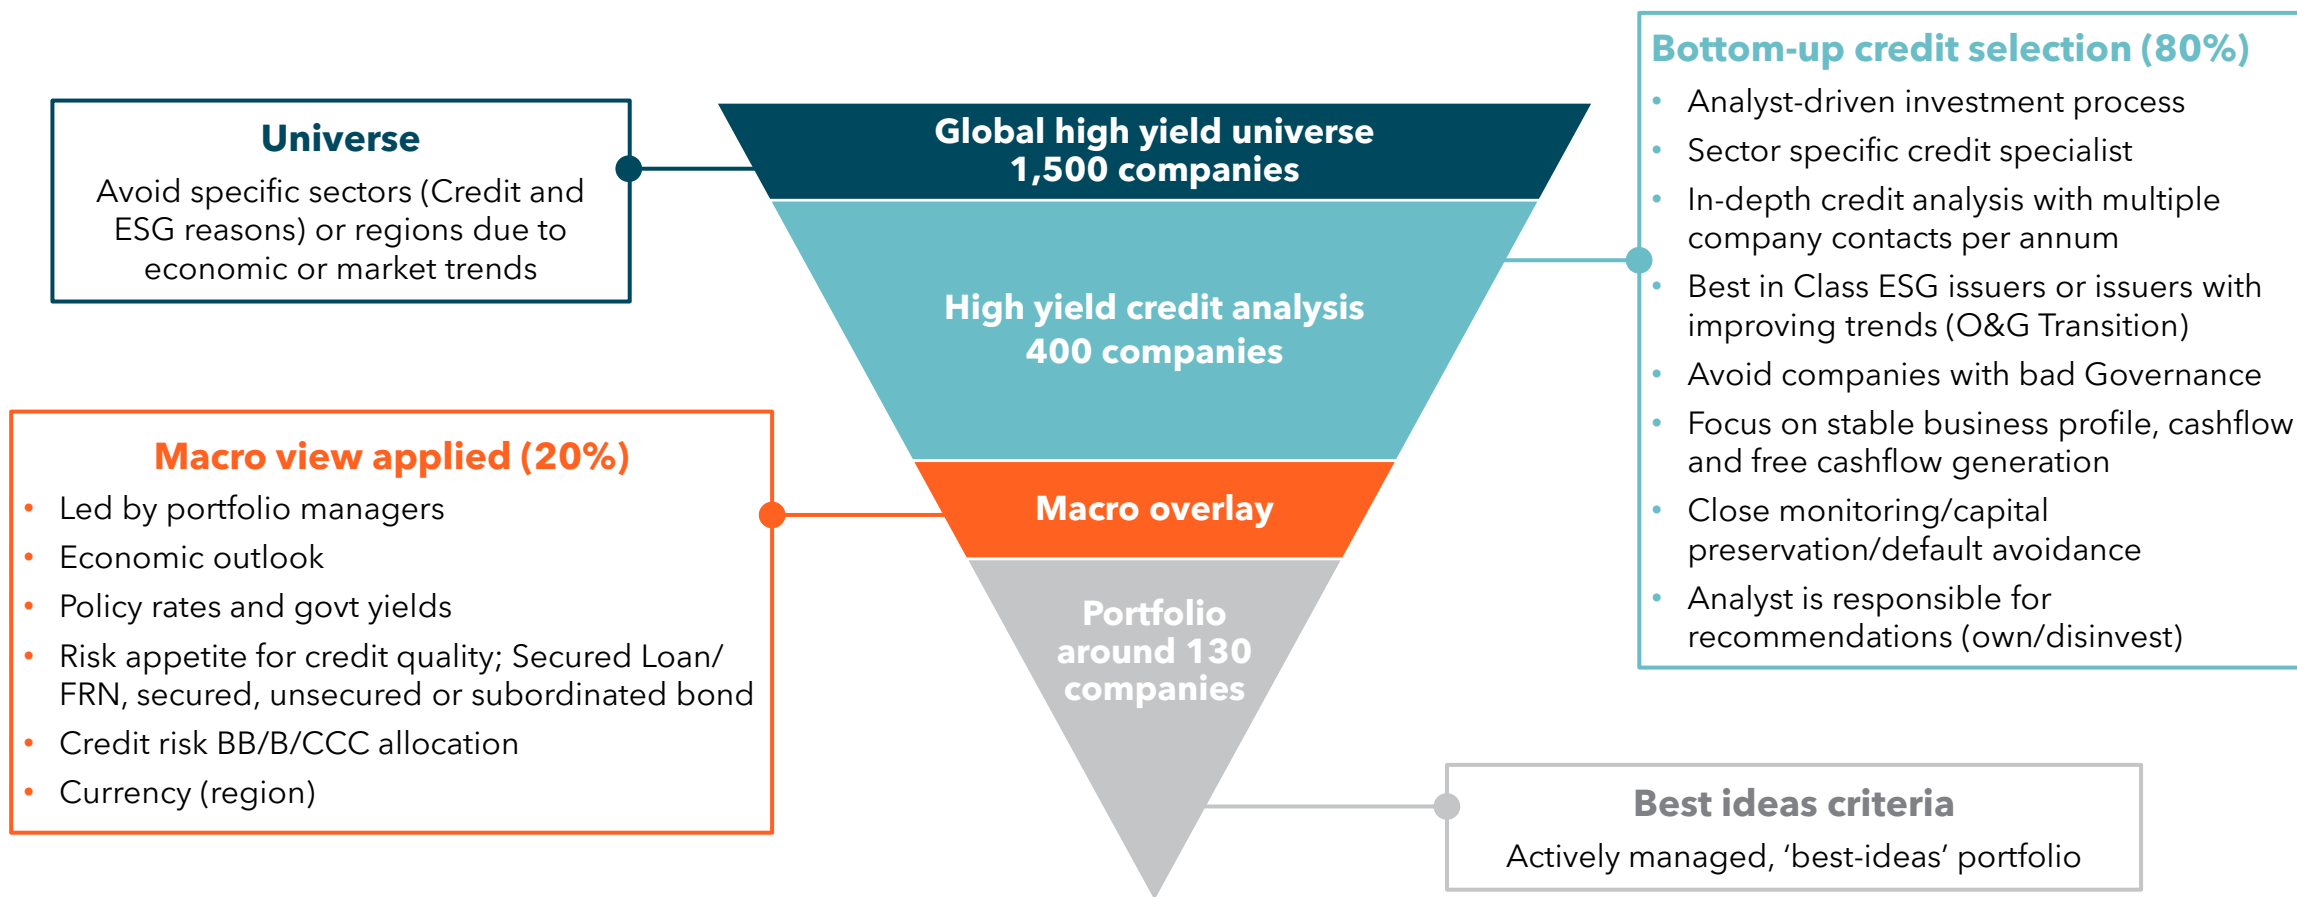 Universe
Avoid specific sectors (Credit and
ESG reasons) or regions due to
economic or market trends
Macro view applied (20%)
• Led by portfolio managers
• Economic outlook
• Policy rates and govt yields
• Risk appetite for credit quality; Secured Loan/
FRN, secured, unsecured or subordinated bond
• Credit risk BB/B/CCC allocation
• Currency (region)
Global high yield universe
1,500 companies
High yield credit analysis
400 companies
Macro overlay
Portfolio
around 130
companies
Bottom-up credit selection (80%)
• Analyst-driven investment process
• Sector specific credit specialist
• In-depth credit analysis with multiple
company contacts per annum
• Best in Class ESG issuers or issuers with
improving trends (O&G Transition)
• Avoid companies with bad Governance
• Focus on stable business profile, cashflow
and free cashflow generation
• Close monitoring/capital
preservation/default avoidance
• Analyst is responsible for
recommendations (own/disinvest)
Best ideas criteria
Actively managed, ‘best-ideas’ portfolio